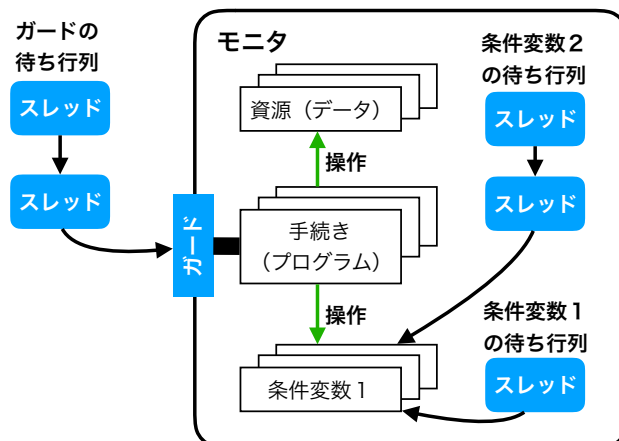 ガードの
待ち行列
スレッド
スレッド
モニタ
資源（データ）
操作
ガード
手続き
（プログラム）
操作
条件変数１
条件変数２
の待ち行列
スレッド
スレッド
条件変数１
の待ち行列
スレッド